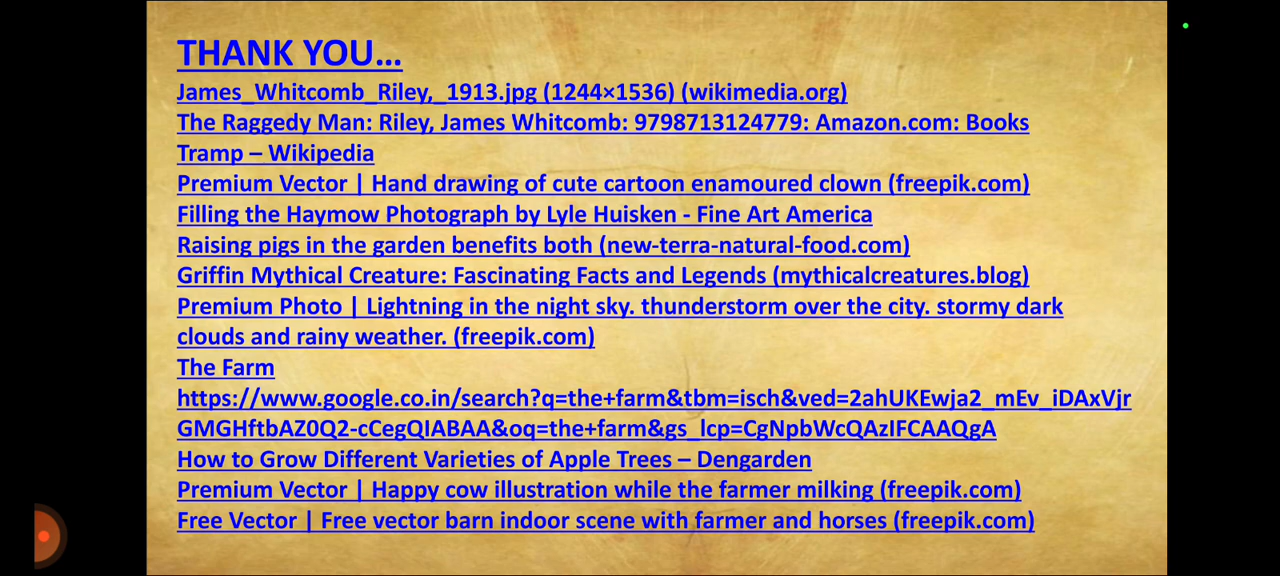 THANK YOU...
James_Whitcomb_Riley,_1913.jpg (1244×1536) (wikimedia.org)
The Raggedy Man: Riley, James Whitcomb: 9798713124779: Amazon.com: Books
Tramp – Wikipedia
Premium Vector | Hand drawing of cute cartoon enamoured clown (freepik.com)
Filling the Haymow Photograph by Lyle Huisken - Fine Art America
Raising pigs in the garden benefits both (new-terra-natural-food.com)
Griffin Mythical Creature: Fascinating Facts and Legends (mythicalcreatures.blog)
Premium Photo | Lightning in the night sky. thunderstorm over the city. stormy dark
clouds and rainy weather. (freepik.com)
The Farm
https://www.google.co.in/search?q=the+farm&tbm=isch&ved=2ahUKEwja2_mEv_iDAxVjr
GMGHftbAZ0Q2-cCegQIABAA&oq=the+farm&gs_lcp=CgNpbWcQAzIFCAAQgA
How to Grow Different Varieties of Apple Trees – Dengarden
Premium Vector | Happy cow illustration while the farmer milking (freepik.com)
Free Vector | Free vector barn indoor scene with farmer and horses (freepik.com)